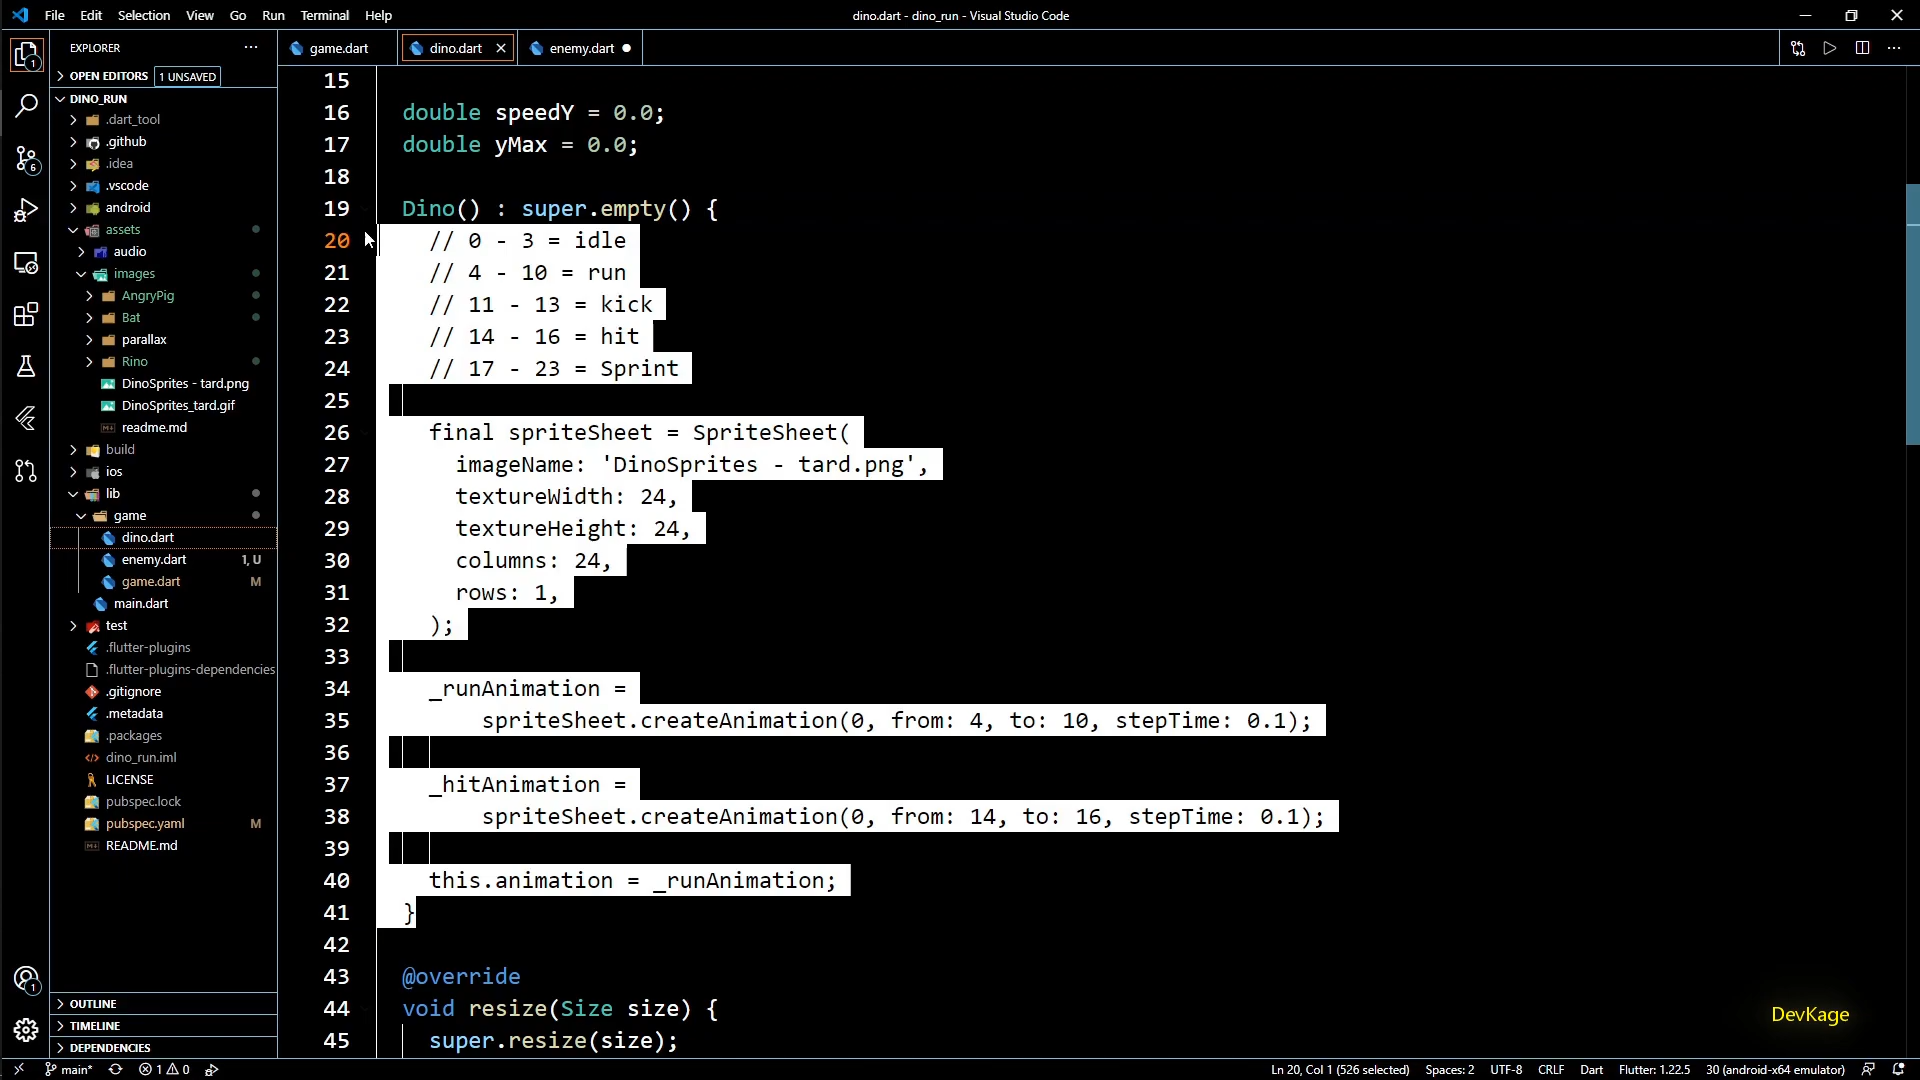 File Edit Selection View Go Run Terminal Help
dino.dart - dino_run - Visual Studio Code
EXPLORER
OPEN EDITORS 1 UNSAVED
DINO_RUN
.dart_tool
.github
.idea
.vscode
android
assets
audio
images
AngryPig
Bat
parallax
Rino
DinoSprites - tard.png
DinoSprites_tard.gif
readme.md
build
ios
lib
game
dino.dart
enemy.dart 1, U
game.dart M
main.dart
test
.flutter-plugins
.flutter-plugins-dependencies
.gitignore
.metadata
.packages
dino_run.iml
LICENSE
pubspec.lock
pubspec.yaml M
README.md
OUTLINE
TIMELINE
DEPENDENCIES
1
6
1
game.dart dino.dart enemy.dart
15
16 double speedY = 0.0;
17 double yMax = 0.0;
18
19 Dino() : super.empty() {
20 // 0 - 3 = idle
21 // 4 - 10 = run
22 // 11 - 13 = kick
23 // 14 - 16 = hit
24 // 17 - 23 = Sprint
25
26 final spriteSheet = SpriteSheet(
27 imageName: 'DinoSprites - tard.png',
28 textureWidth: 24,
29 textureHeight: 24,
30 columns: 24,
31 rows: 1,
32 );
33
34 _runAnimation =
35 spriteSheet.createAnimation(0, from: 4, to: 10, stepTime: 0.1);
36
37 _hitAnimation =
38 spriteSheet.createAnimation(0, from: 14, to: 16, stepTime: 0.1);
39
40 this.animation = _runAnimation;
41 }
42
43 @override
44 void resize(Size size) {
45 super.resize(size);
DevKage
main* 1 0 Ln 20, Col 1 (526 selected) Spaces: 2 UTF-8 CRLF Dart Flutter: 1.22.5 30 (android-x64 emulator)